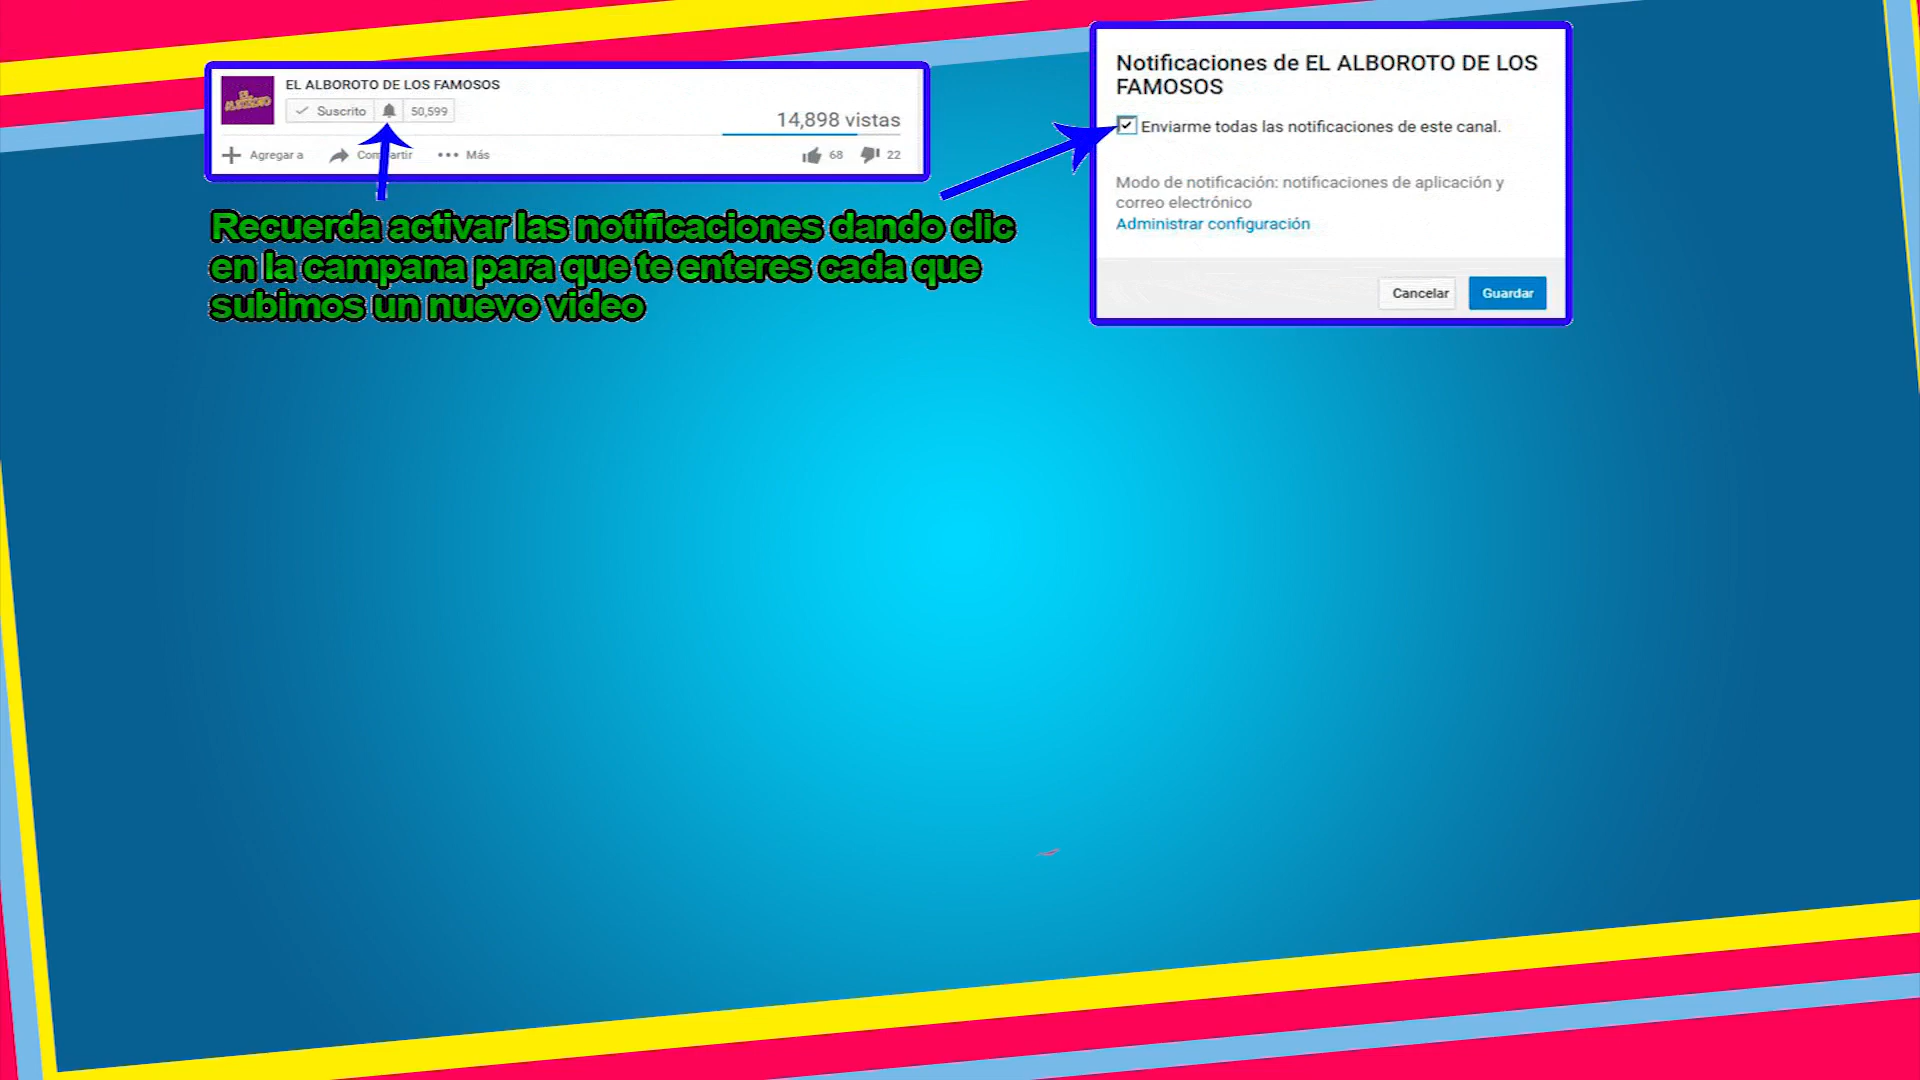 EL ALBOROTO DE LOS FAMOSOS
EL
ALBOROTO
Suscrito 50,599
14,898 vistas
Agregar a Compartir Más 68 22
Recuerda activar las notificaciones dando clic
en la campana para que te enteres cada que
subimos un nuevo video
Notificaciones de EL ALBOROTO DE LOS
FAMOSOS
Enviarme todas las notificaciones de este canal.
Modo de notificación: notificaciones de aplicación y
correo electrónico
Administrar configuración
Cancelar Guardar